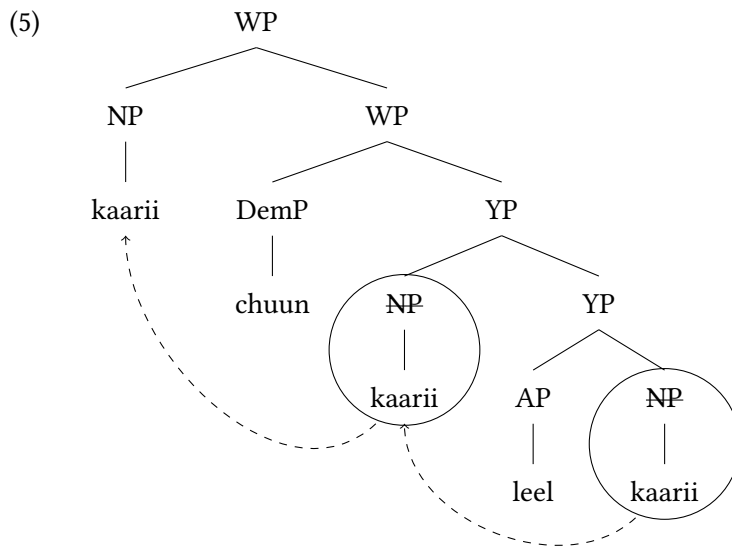 (5) WP
NP WP
kaarii DemP YP
chuun NP YP
kaarii AP NP
leel kaarii